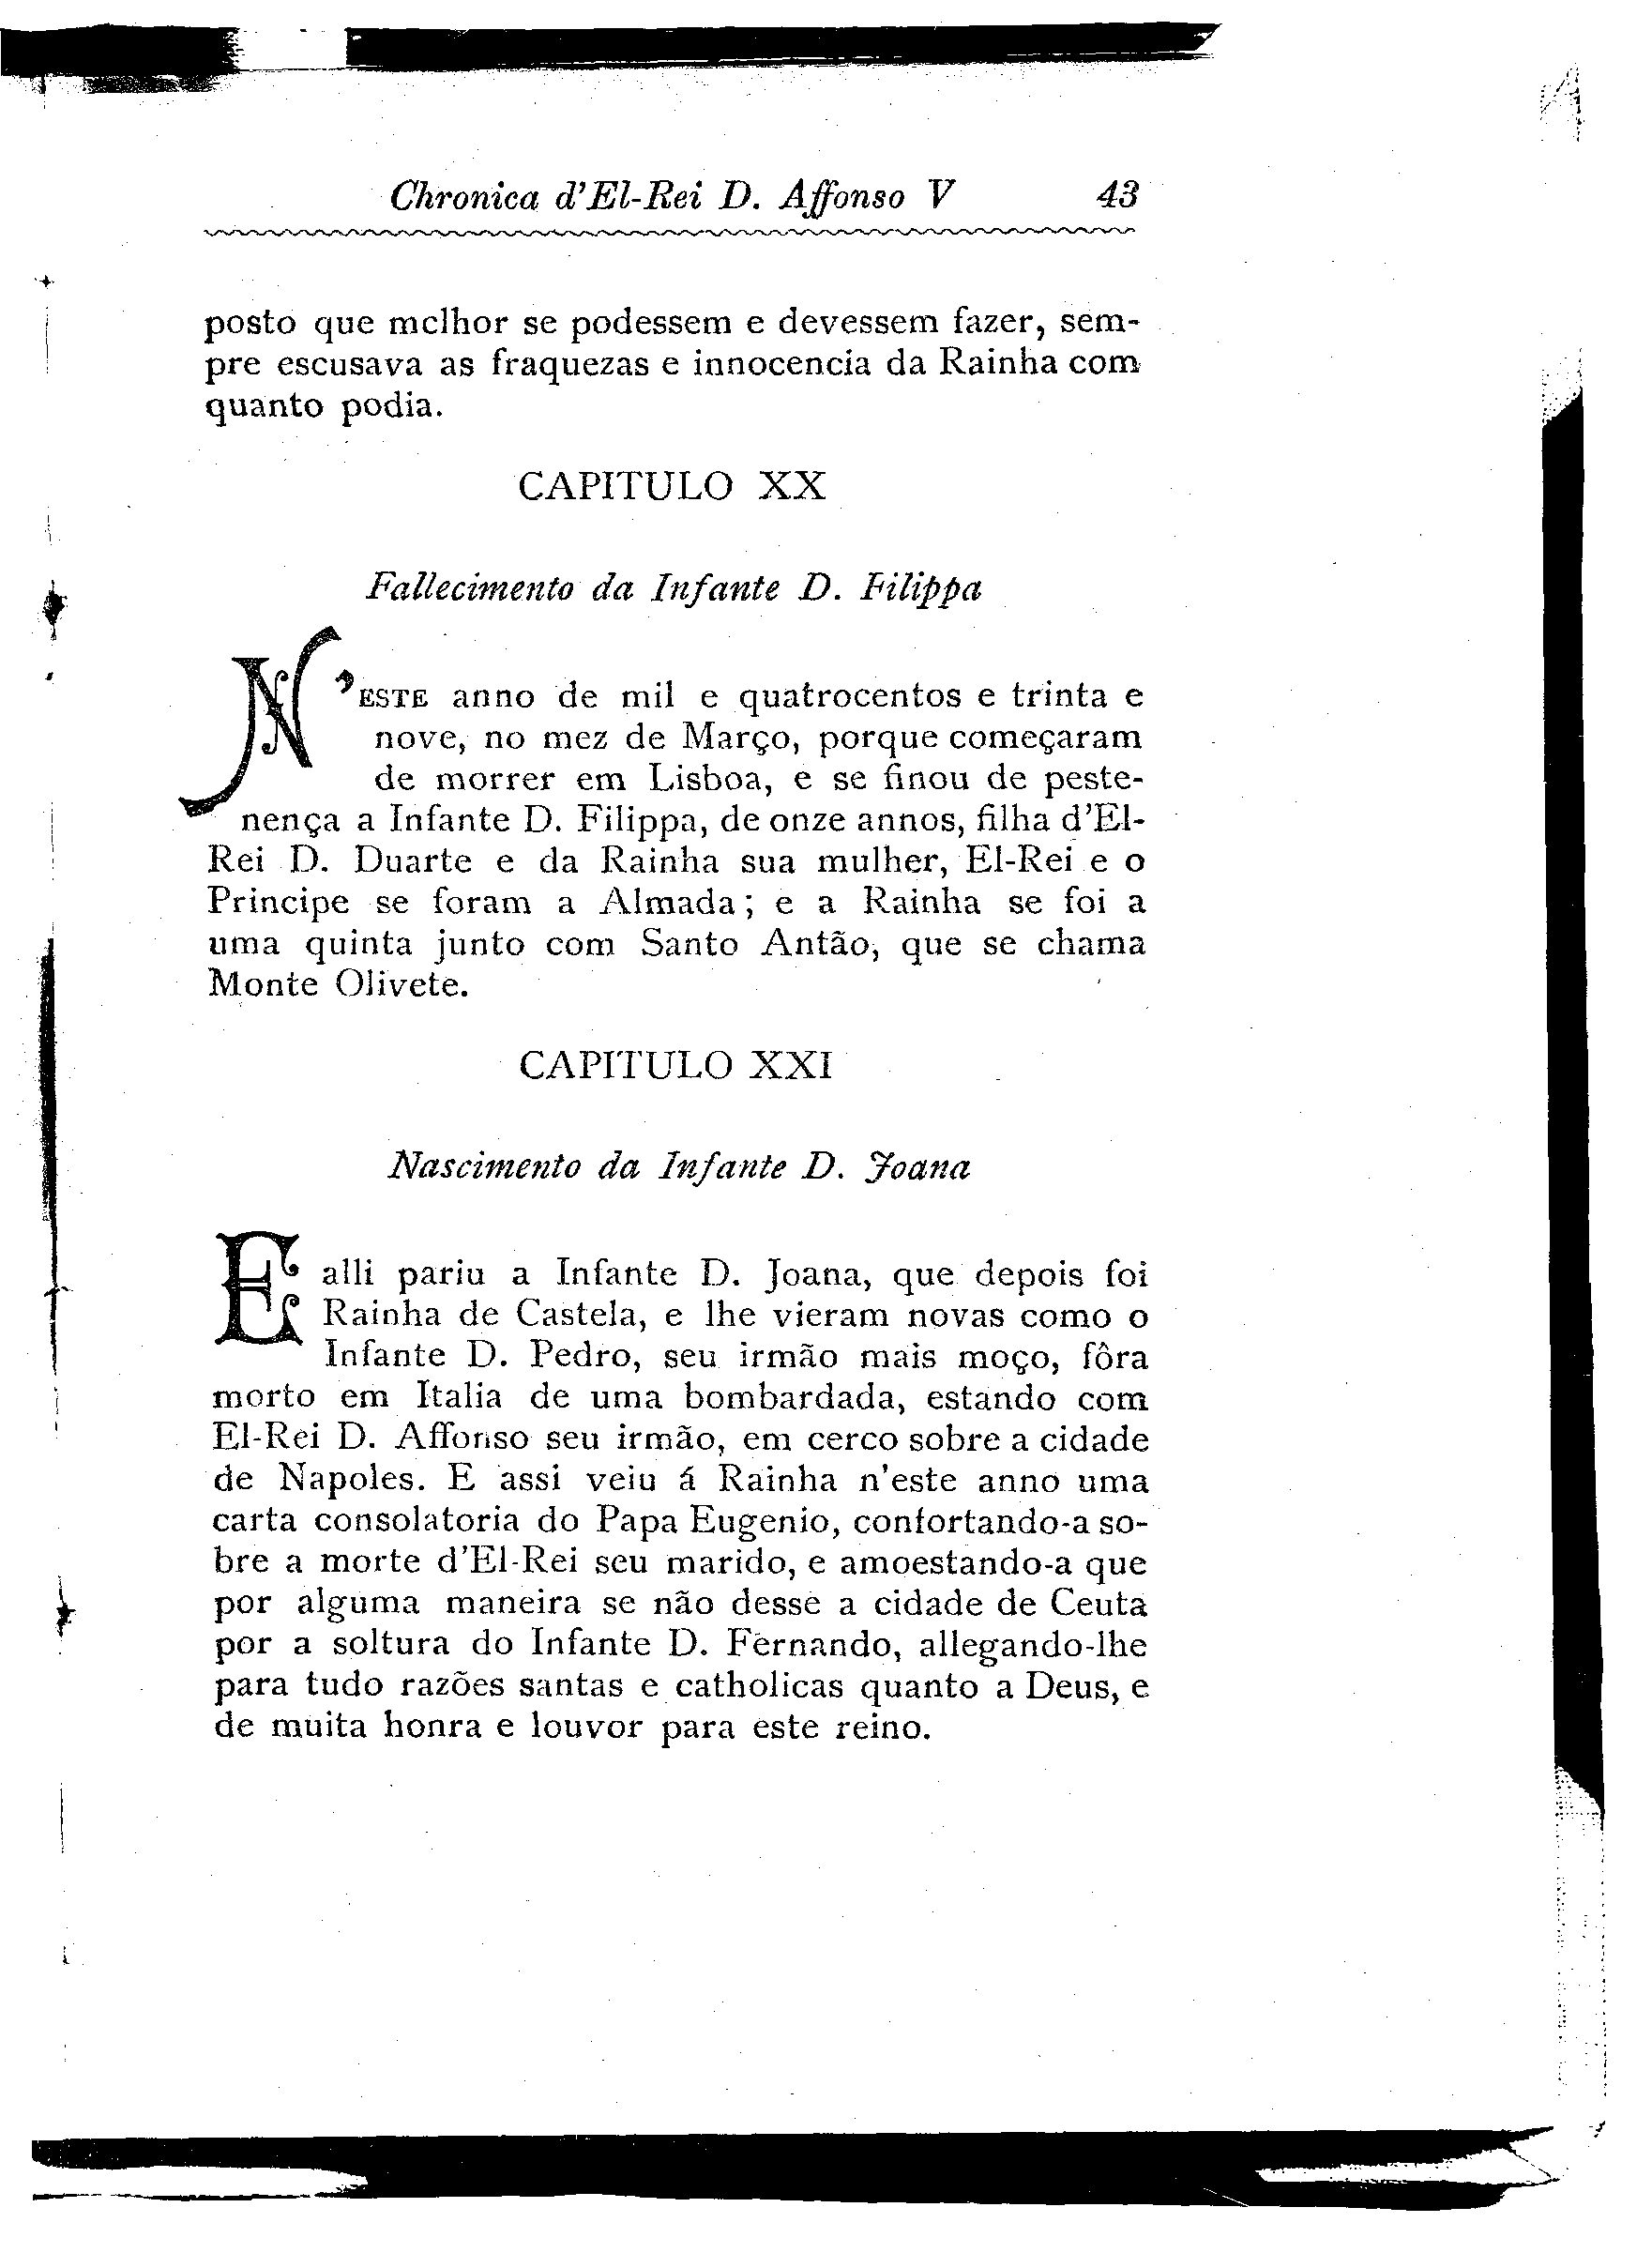 Chronica d'El-Rei D. Affonso V 43
posto que melhor se podessem e devessem fazer, sem-
pre escusava as fraquezas e innocencia da Rainha com
quanto podia.
CAPITULO XX
Fallecimento da Infante D. Filippa
N'ESTE anno de mil e quatrocentos e trinta e
nove, no mez de Março, porque começaram
de morrer em Lisboa, e se finou de peste-
nença a Infante D. Filippa, de onze annos, filha d'El-
Rei D. Duarte e da Rainha sua mulher, El-Rei e o
Principe se foram a Almada; e a Rainha se foi a
uma quinta junto com Santo Antão, que se chama
Monte Olivete.
CAPITULO XXI
Nascimento da Infante D. Joana
E alli pariu a Infante D. Joana, que depois foi
Rainha de Castela, e lhe vieram novas como o
Infante D. Pedro, seu irmão mais moço, fôra
morto em Italia de uma bombardada, estando com
El-Rei D. Affonso seu irmão, em cerco sobre a cidade
de Napoles. E assi veiu á Rainha n'este anno uma
carta consolatoria do Papa Eugenio, confortando-a so-
bre a morte d'El-Rei seu marido, e amoestando-a que
por alguma maneira se não desse a cidade de Ceuta
por a soltura do Infante D. Fernando, allegando-lhe
para tudo razões santas e catholicas quanto a Deus, e
de muita honra e louvor para este reino.